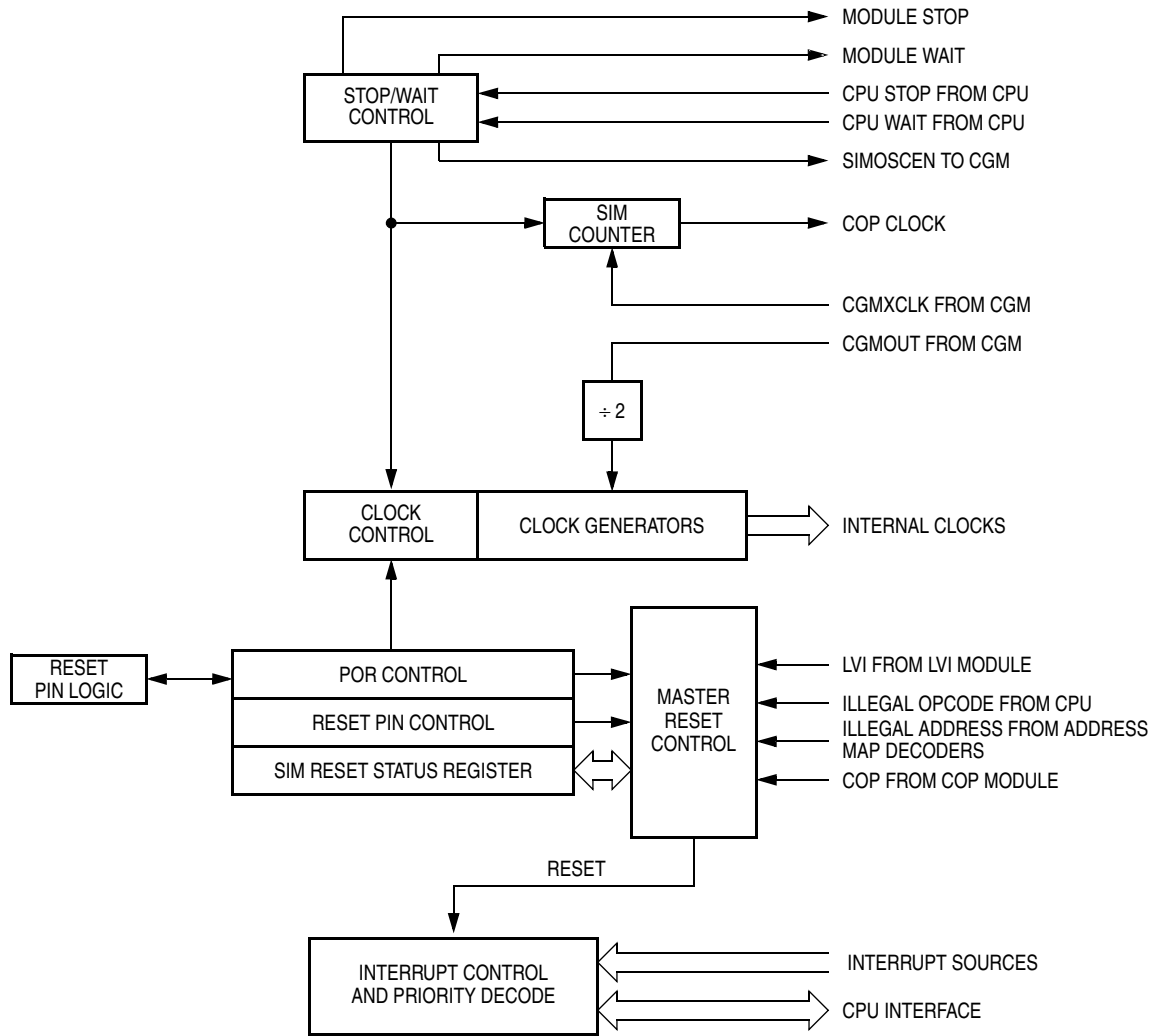 MODULE STOP
MODULE WAIT
STOP/WAIT
CONTROL
CPU STOP FROM CPU
CPU WAIT FROM CPU
SIMOSCEN TO CGM
SIM
COUNTER
COP CLOCK
CGMXCLK FROM CGM
CGMOUT FROM CGM
÷ 2
CLOCK
CONTROL
CLOCK GENERATORS
INTERNAL CLOCKS
RESET
PIN LOGIC
POR CONTROL
RESET PIN CONTROL
SIM RESET STATUS REGISTER
MASTER
RESET
CONTROL
LVI FROM LVI MODULE
ILLEGAL OPCODE FROM CPU
ILLEGAL ADDRESS FROM ADDRESS
MAP DECODERS
COP FROM COP MODULE
RESET
INTERRUPT CONTROL
AND PRIORITY DECODE
INTERRUPT SOURCES
CPU INTERFACE